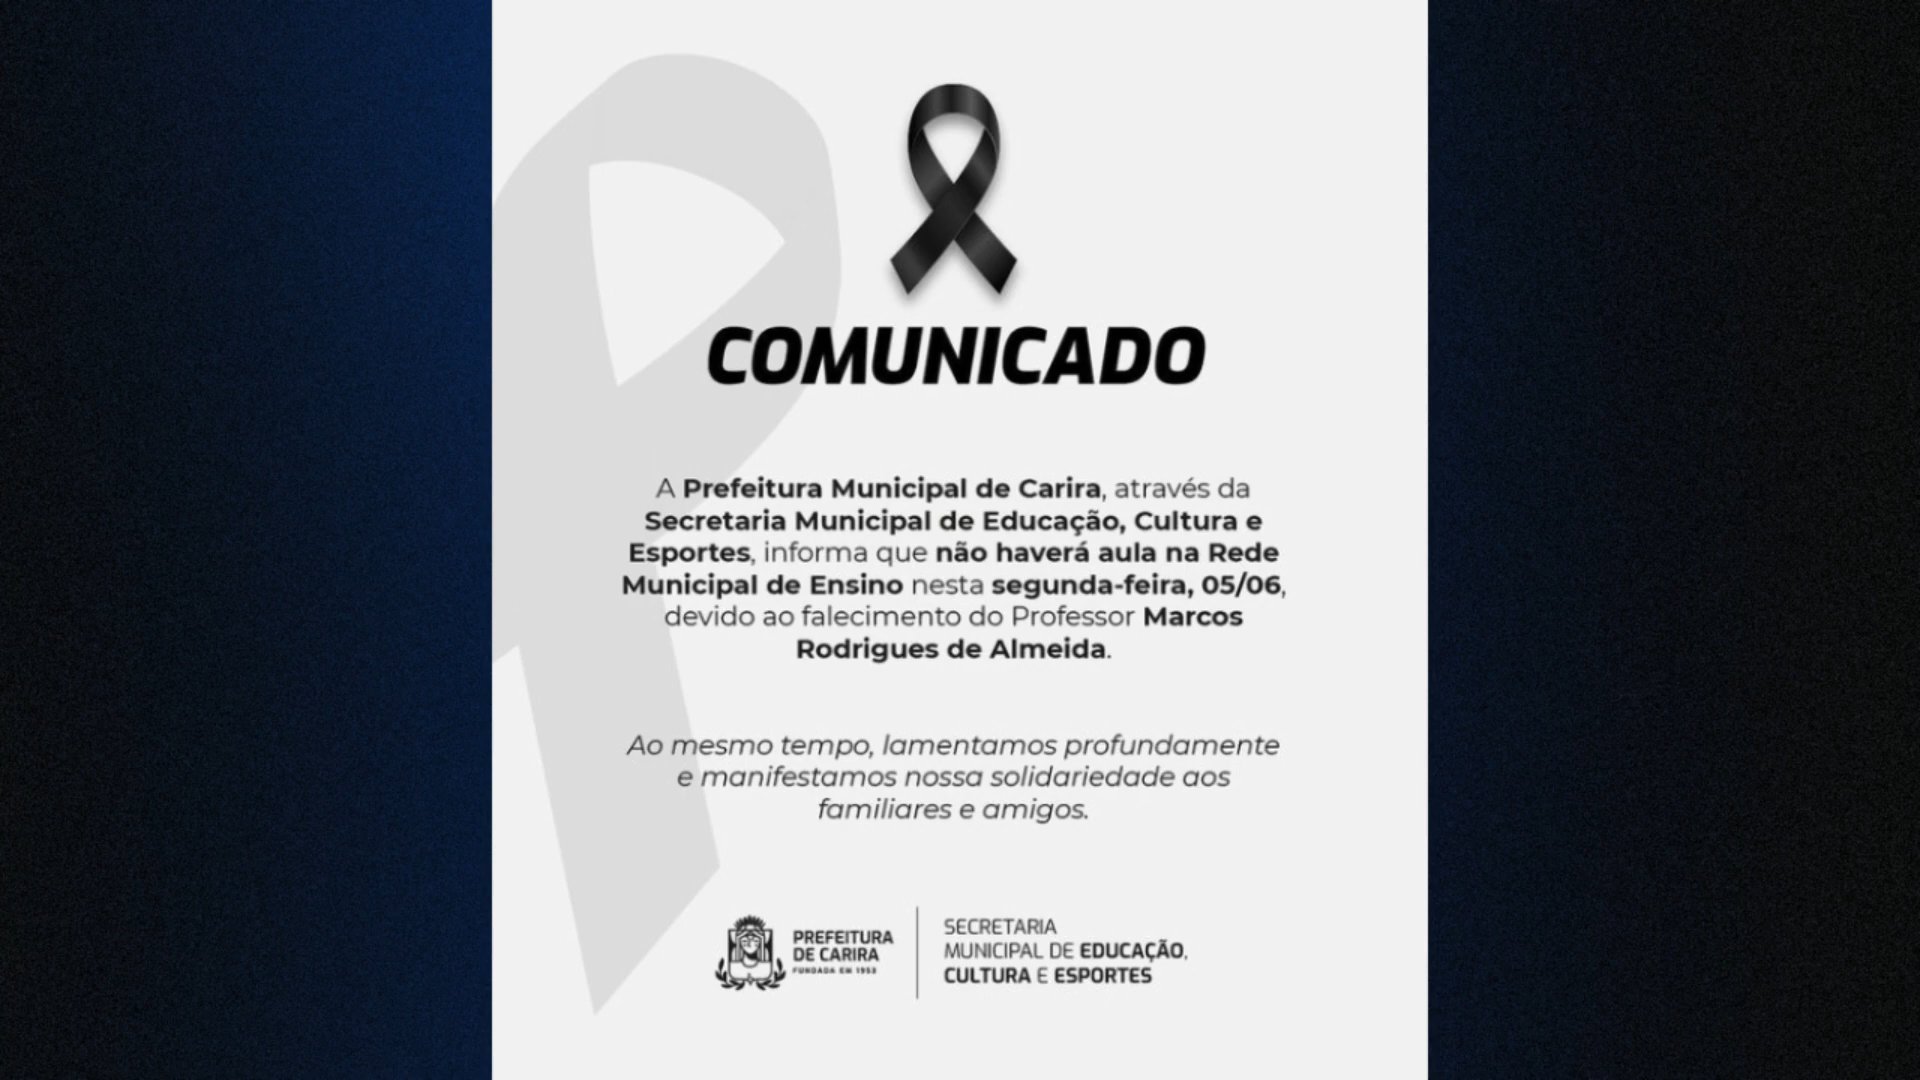 COMUNICADO
A Prefeitura Municipal de Carira, através da
Secretaria Municipal de Educação, Cultura e
Esportes, informa que não haverá aula na Rede
Municipal de Ensino nesta segunda-feira, 05/06,
devido ao falecimento do Professor Marcos
Rodrigues de Almeida.
Ao mesmo tempo, lamentamos profundamente
e manifestamos nossa solidariedade aos
familiares e amigos.
PREFEITURA
DE CARIRA
FUNDADA EM 1953
SECRETARIA
MUNICIPAL DE EDUCAÇÃO,
CULTURA E ESPORTES